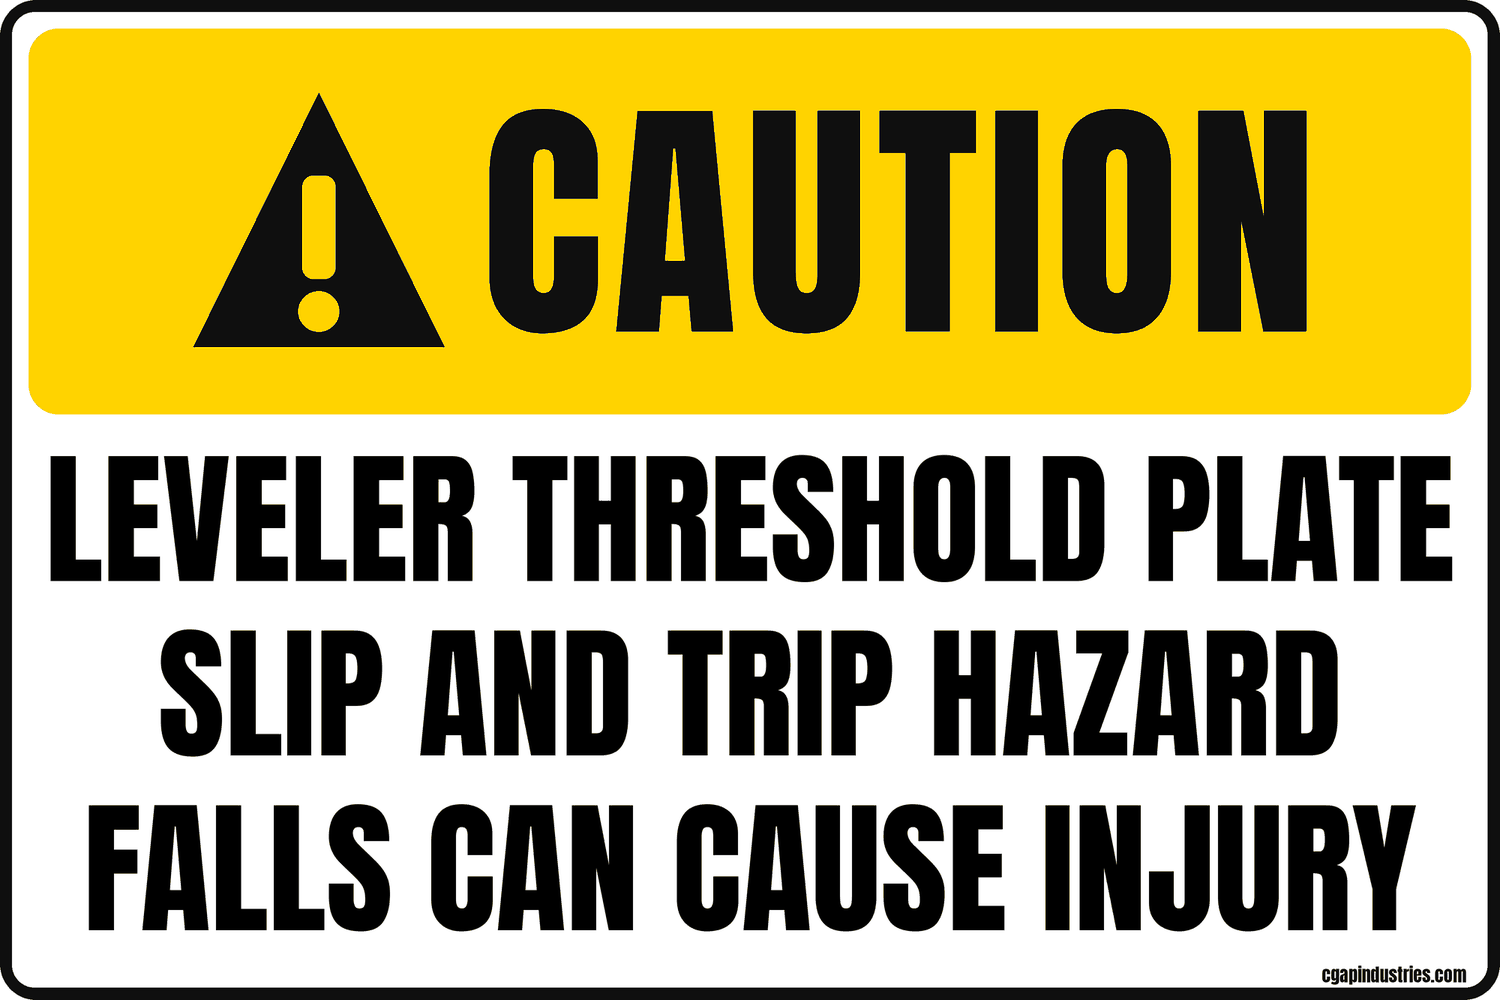 CAUTION
LEVELER THRESHOLD PLATE
SLIP AND TRIP HAZARD
FALLS CAN CAUSE INJURY
cgapindustries.com